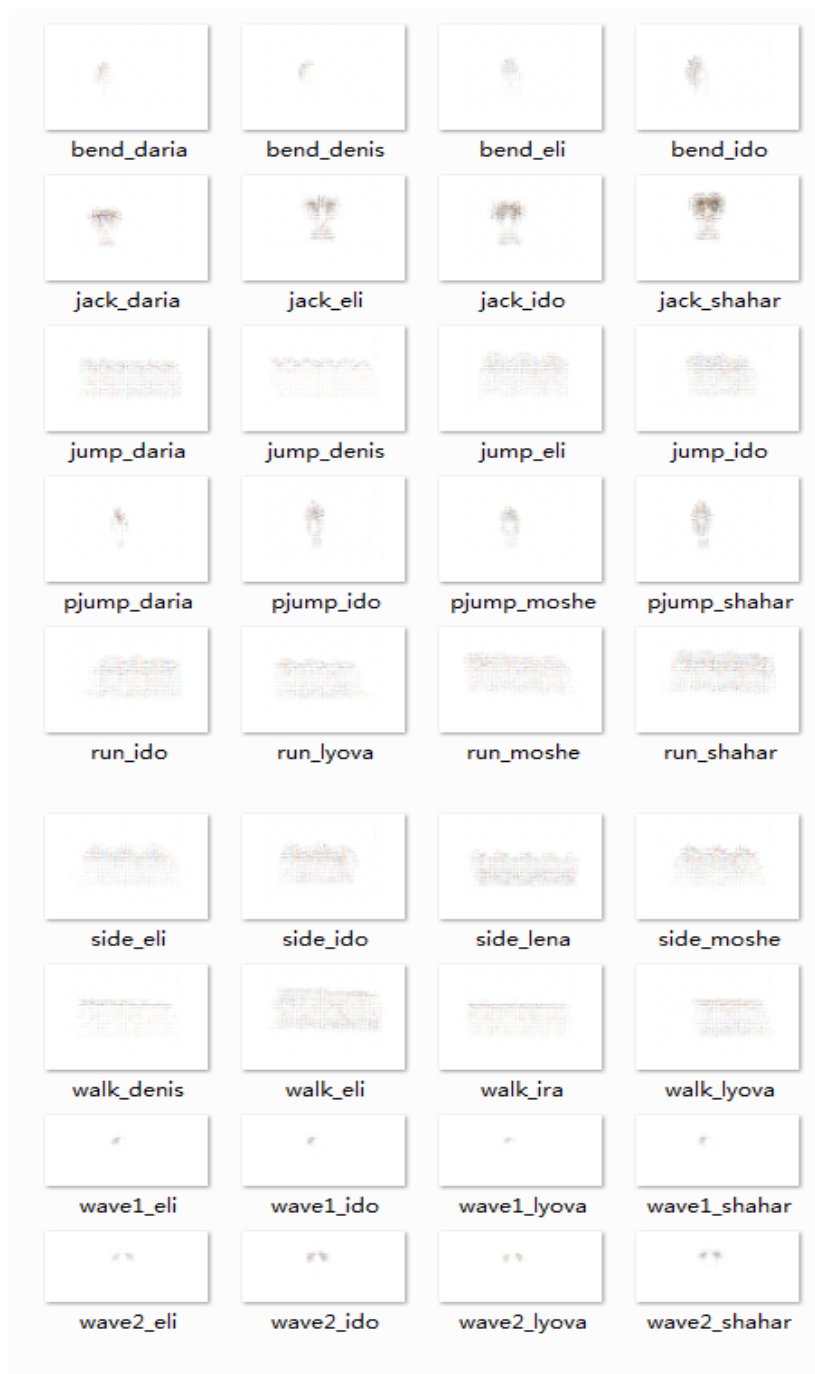 bend_daria bend_denis bend_eli bend_ido
jack_daria jack_eli jack_ido jack_shahar
jump_daria jump_denis jump_eli jump_ido
pjump_daria pjump_ido pjump_moshe pjump_shahar
run_ido run_lyova run_moshe run_shahar
side_eli side_ido side_lena side_moshe
walk_denis walk_eli walk_ira walk_lyova
wave1_eli wave1_ido wave1_lyova wave1_shahar
wave2_eli wave2_ido wave2_lyova wave2_shahar